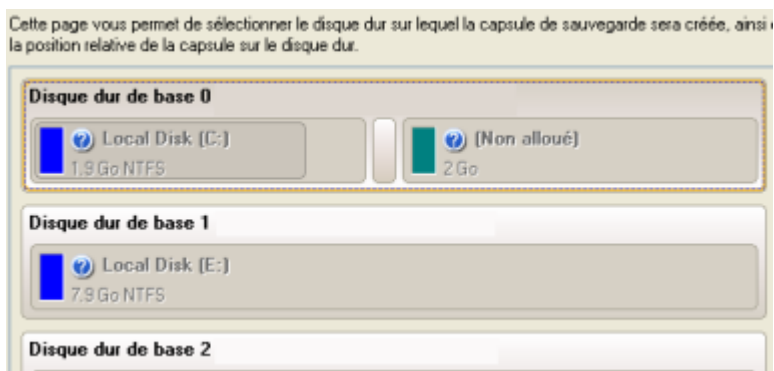 Cette page vous permet de sélectionner le disque dur sur lequel la capsule de sauvegarde sera créée, ainsi
la position relative de la capsule sur le disque dur.
Disque dur de base 0
Local Disk (C:)
1.9 Go NTFS
(Non alloué)
2 Go
Disque dur de base 1
Local Disk (E:)
7.9 Go NTFS
Disque dur de base 2